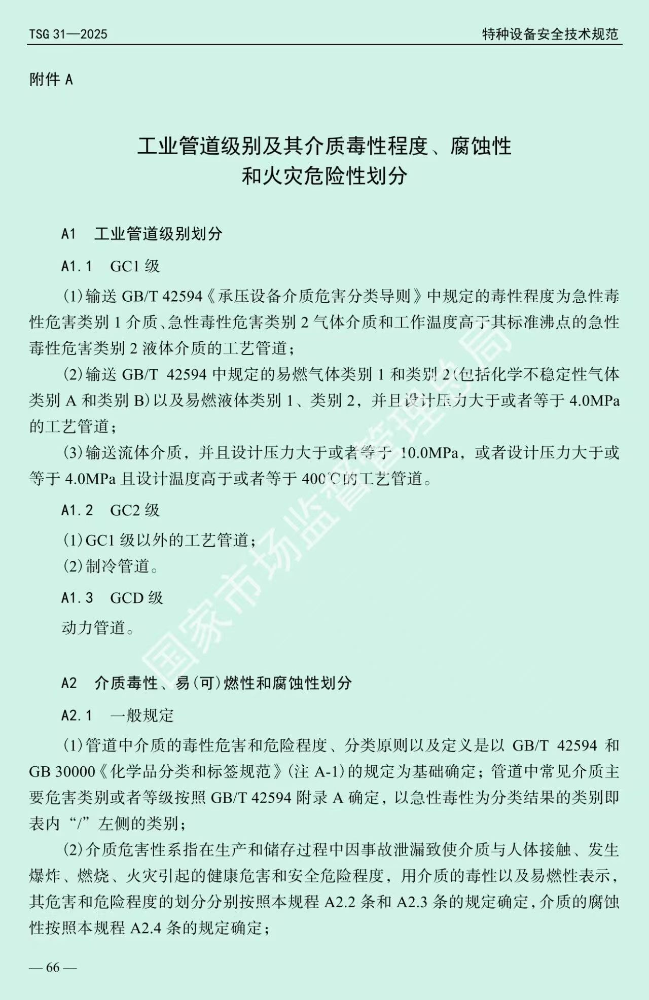 TSG 31—2025
特种设备安全技术规范
附件 A
工业管道级别及其介质毒性程度、腐蚀性
和火灾危险性划分
A1 工业管道级别划分
A1.1 GC1 级
(1)输送 GB/T 42594《承压设备介质危害分类导则》中规定的毒性程度为急性毒
性危害类别 1 介质、急性毒性危害类别 2 气体介质和工作温度高于其标准沸点的急性
毒性危害类别 2 液体介质的工艺管道；
(2)输送 GB/T 42594 中规定的易燃气体类别 1 和类别 2(包括化学不稳定性气体
类别 A 和类别 B)以及易燃液体类别 1、类别 2，并且设计压力大于或者等于 4.0MPa
的工艺管道；
(3)输送流体介质，并且设计压力大于或者等于 10.0MPa，或者设计压力大于或
等于 4.0MPa 且设计温度高于或者等于 400℃的工艺管道。
A1.2 GC2 级
(1)GC1 级以外的工艺管道；
(2)制冷管道。
A1.3 GCD 级
动力管道。
A2 介质毒性、易(可)燃性和腐蚀性划分
A2.1 一般规定
(1)管道中介质的毒性危害和危险程度、分类原则以及定义是以 GB/T 42594 和
GB 30000《化学品分类和标签规范》(注 A-1)的规定为基础确定；管道中常见介质主
要危害类别或者等级按照 GB/T 42594 附录 A 确定，以急性毒性为分类结果的类别即
表内“/”左侧的类别；
(2)介质危害性系指在生产和储存过程中因事故泄漏致使介质与人体接触、发生
爆炸、燃烧、火灾引起的健康危害和安全危险程度，用介质的毒性以及易燃性表示，
其危害和危险程度的划分分别按照本规程 A2.2 条和 A2.3 条的规定确定，介质的腐蚀
性按照本规程 A2.4 条的规定确定；
— 66 —
国家市场监督管理总局